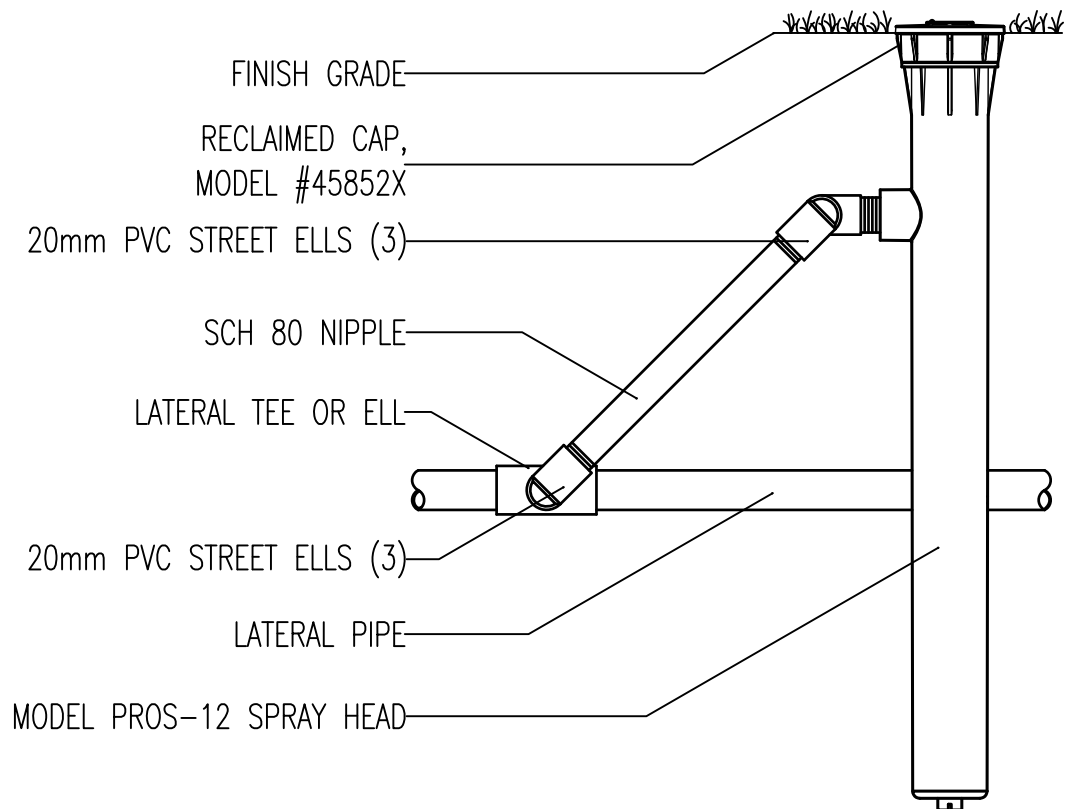 FINISH GRADE
RECLAIMED CAP,
MODEL #45852X
20mm PVC STREET ELLS (3)
SCH 80 NIPPLE
LATERAL TEE OR ELL
20mm PVC STREET ELLS (3)
LATERAL PIPE
MODEL PROS-12 SPRAY HEAD